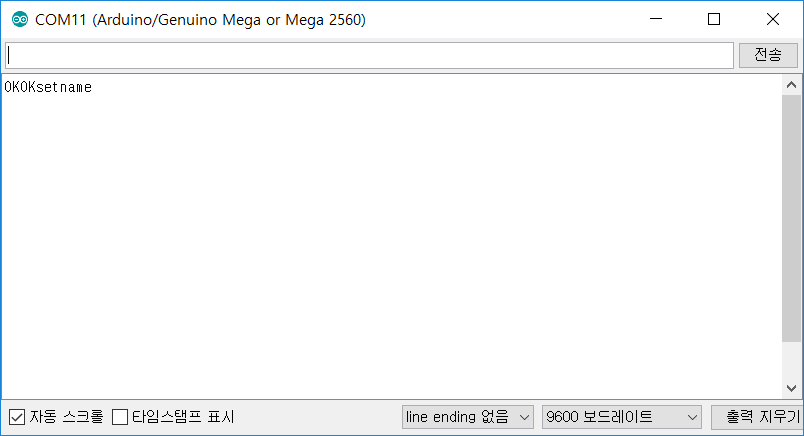 COM11 (Arduino/Genuino Mega or Mega 2560)
전송
OKOKsetname
자동 스크롤 타임스탬프 표시 line ending 없음 9600 보드레이트 출력 지우기